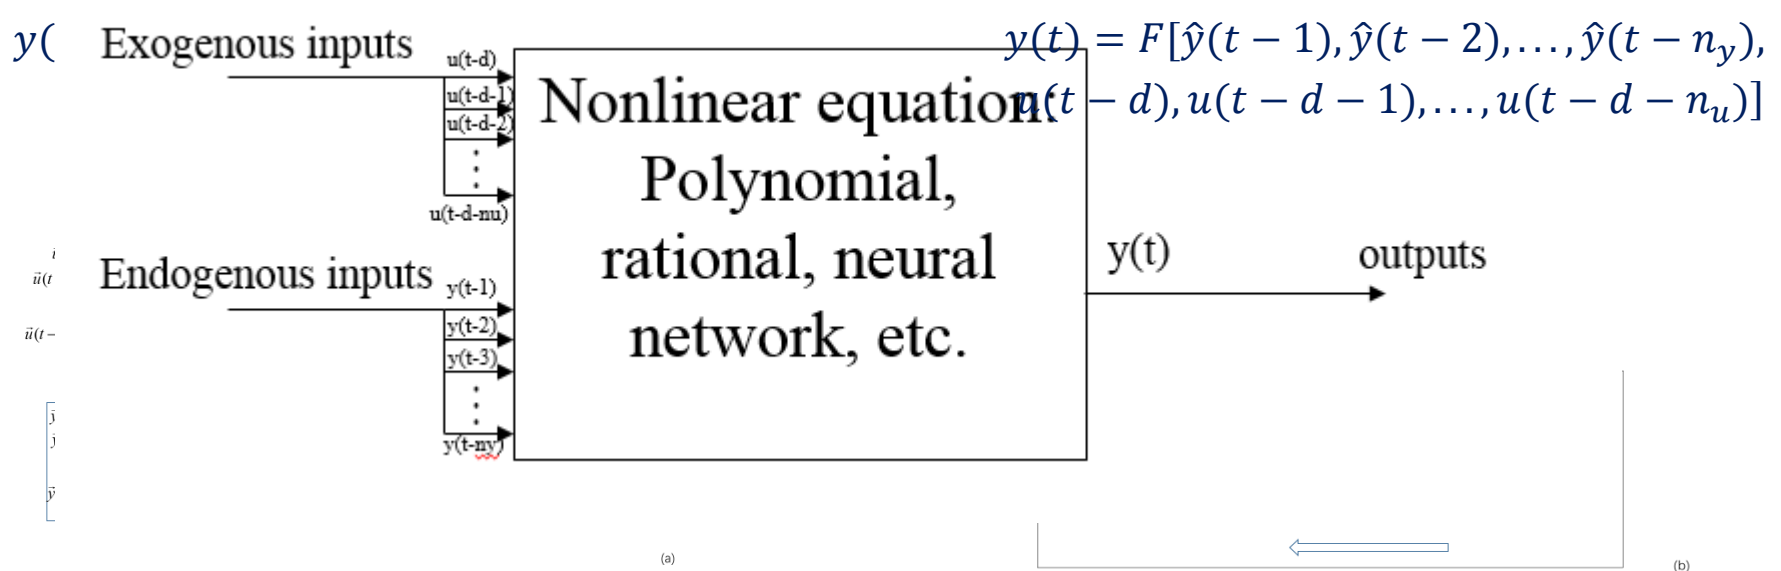 y(
Exogenous inputs
u(t-d)
u(t-d-1)
u(t-d-2)
u(t-d-nu)
Endogenous inputs
y(t-1)
y(t-2)
y(t-3)
y(t-ny)
Nonlinear equation:
Polynomial,
rational, neural
network, etc.
y(t) = F[ŷ(t − 1), ŷ(t − 2), . . . , ŷ(t − n_y),
u(t − d), u(t − d − 1), . . . , u(t − d − n_u)]
y(t)
outputs
u⃗(t
u⃗(t −
(a)
(b)